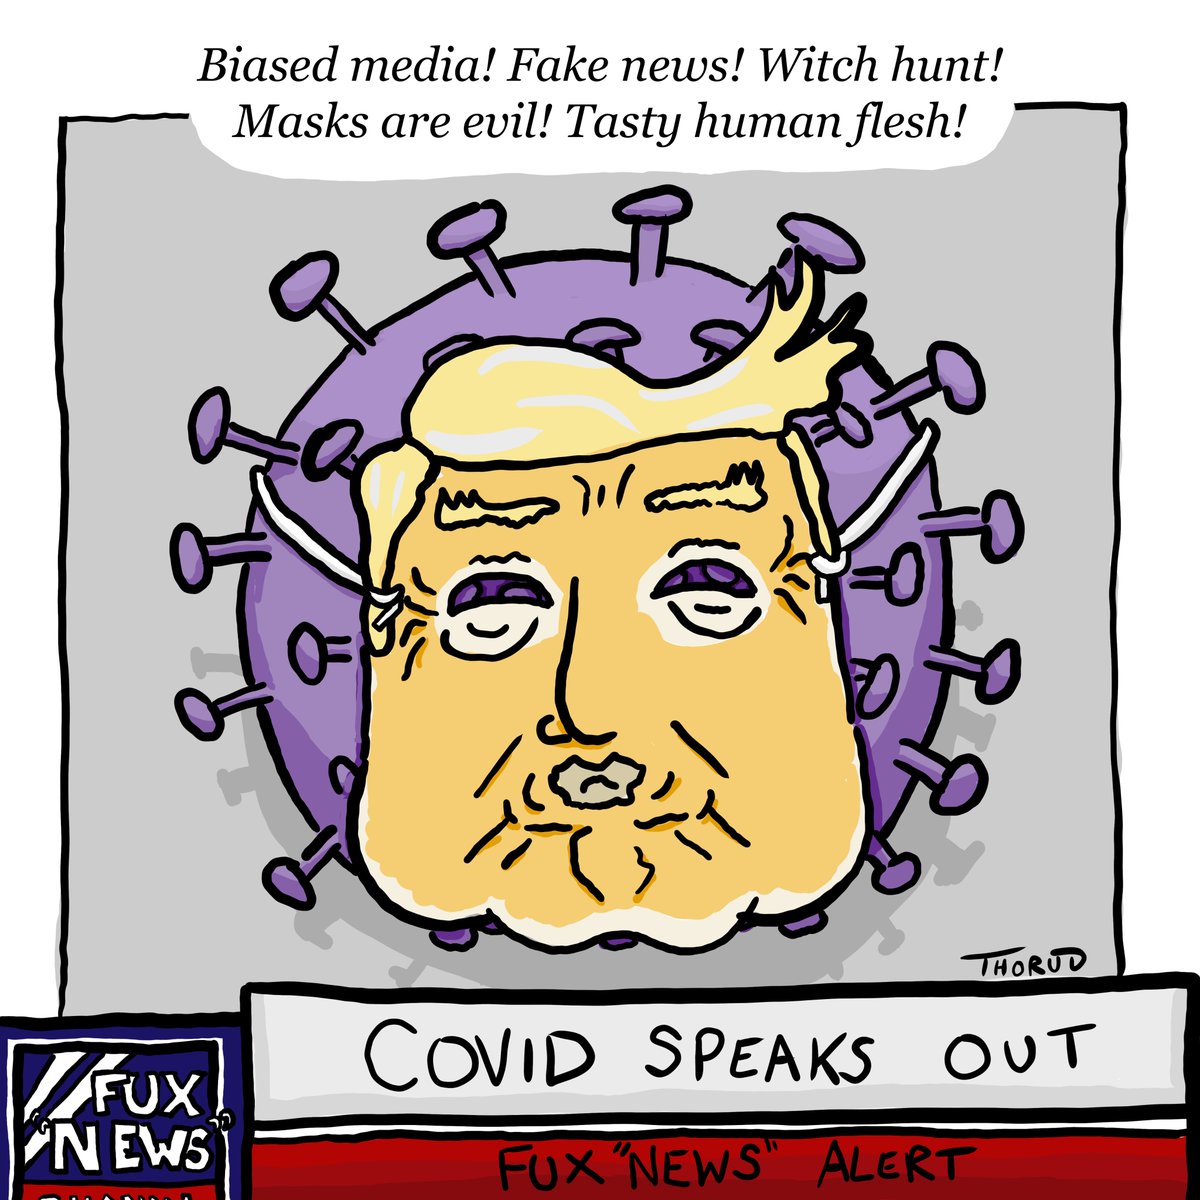 Biased media! Fake news! Witch hunt!
Masks are evil! Tasty human flesh!
THORUD
COVID SPEAKS OUT
FUX
"NEWS"
FUX "NEWS" ALERT